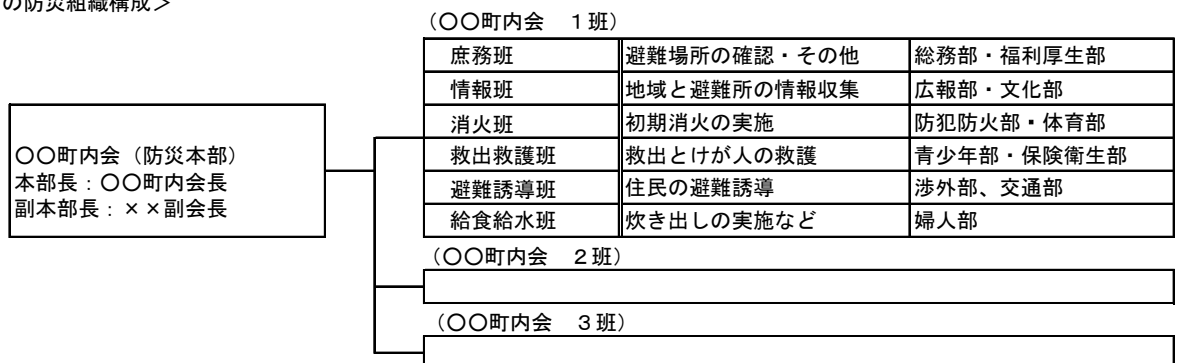 の防災組織構成＞
（〇〇町内会　１班）
庶務班　避難場所の確認・その他　総務部・福利厚生部
情報班　地域と避難所の情報収集　広報部・文化部
消火班　初期消火の実施　防犯防火部・体育部
救出救護班　救出とけが人の救護　青少年部・保険衛生部
避難誘導班　住民の避難誘導　渉外部、交通部
給食給水班　炊き出しの実施など　婦人部
〇〇町内会（防災本部）
本部長：〇〇町内会長
副本部長：××副会長
（〇〇町内会　２班）
（〇〇町内会　３班）